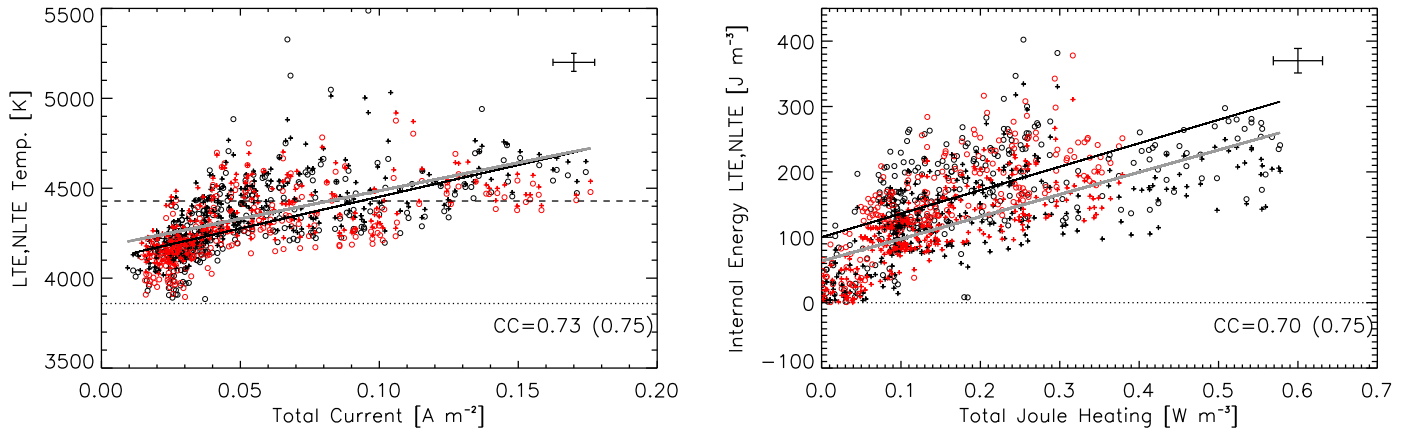 5500
5000
4500
4000
3500
LTE,NLTE Temp. [K]
CC=0.73 (0.75)
0.00 0.05 0.10 0.15 0.20
Total Current [A m⁻²]
400
300
200
100
0
−100
Internal Energy LTE,NLTE [J m⁻³]
CC=0.70 (0.75)
0.0 0.1 0.2 0.3 0.4 0.5 0.6 0.7
Total Joule Heating [W m⁻³]